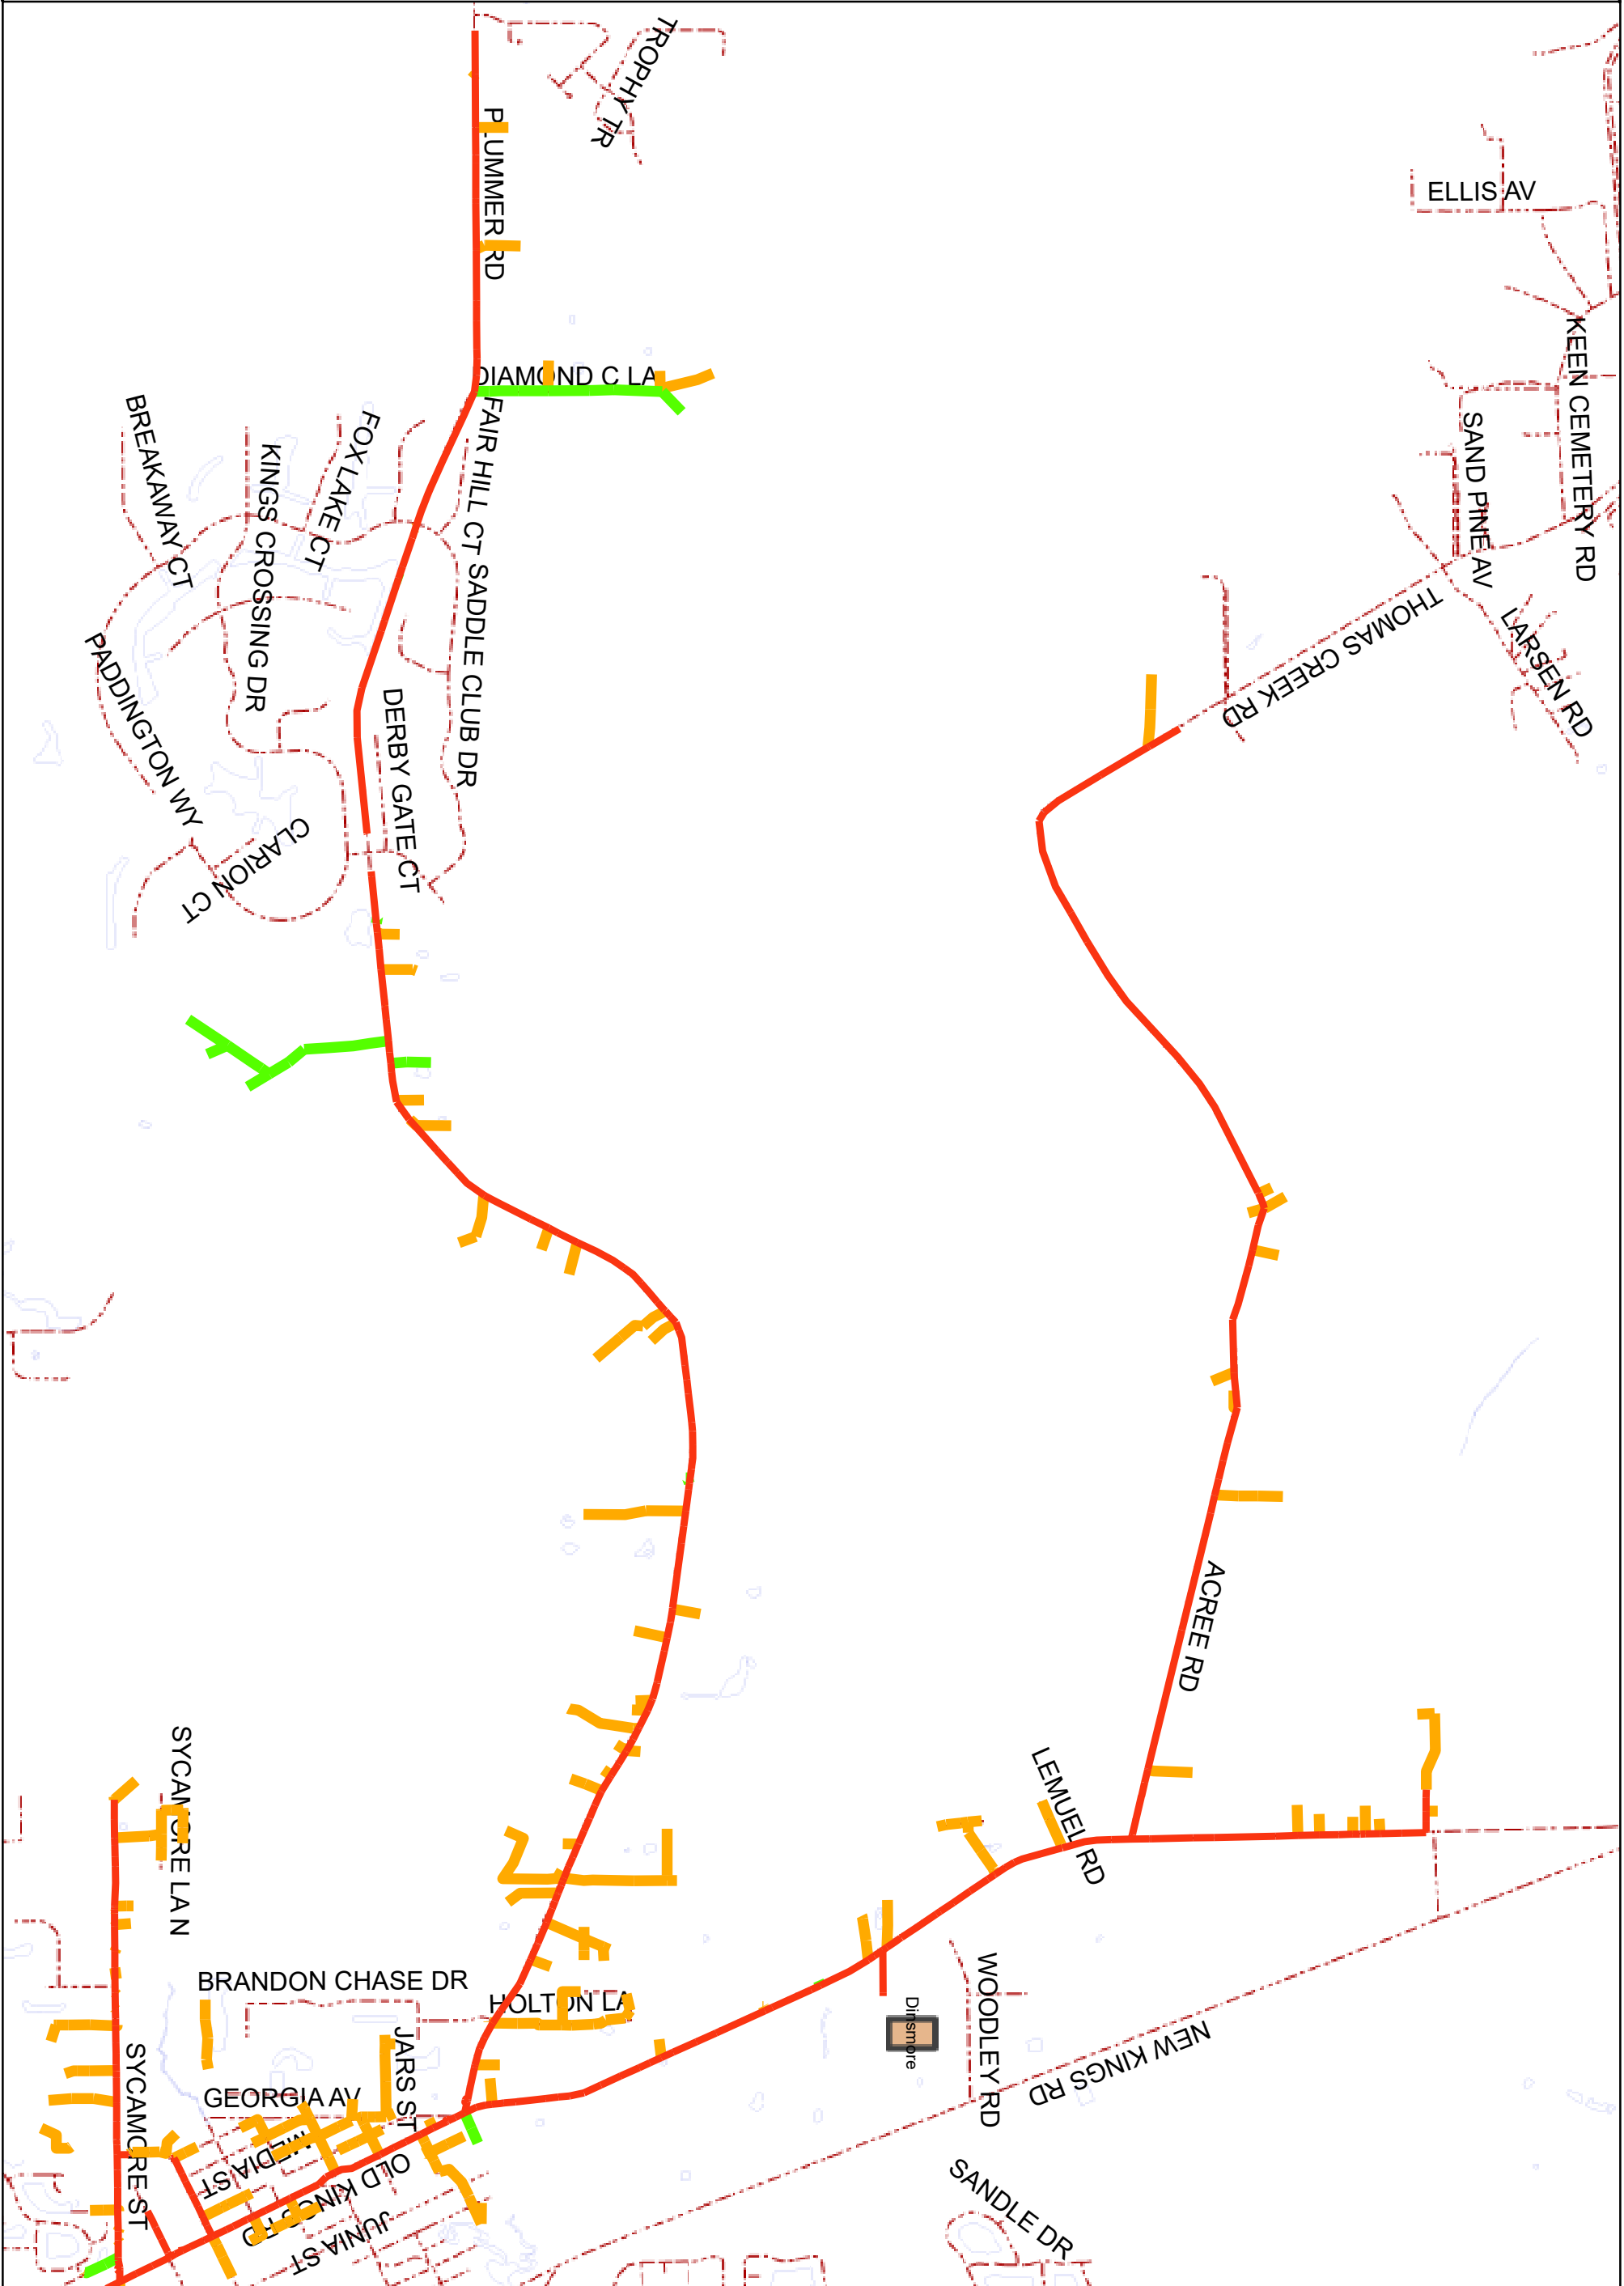 TROPHY TR
PLUMMER RD
ELLIS AV
KEEN CEMETERY RD
DIAMOND C LA
FAIR HILL CT
SADDLE CLUB DR
FOX LAKE CT
BREAKAWAY CT
KINGS CROSSING DR
SAND PINE AV
THOMAS CREEK RD
LARSEN RD
PADDINGTON WY
DERBY GATE CT
CLARION CT
ACREE RD
SYCAMORE LA N
LEMUEL RD
BRANDON CHASE DR
HOLTON LA
Dinsmore
WOODLEY RD
NEW KINGS RD
JARS ST
SYCAMORE ST
GEORGIA AV
MEDIA ST
OLD KINGS RD
JUNIA ST
SANDLE DR